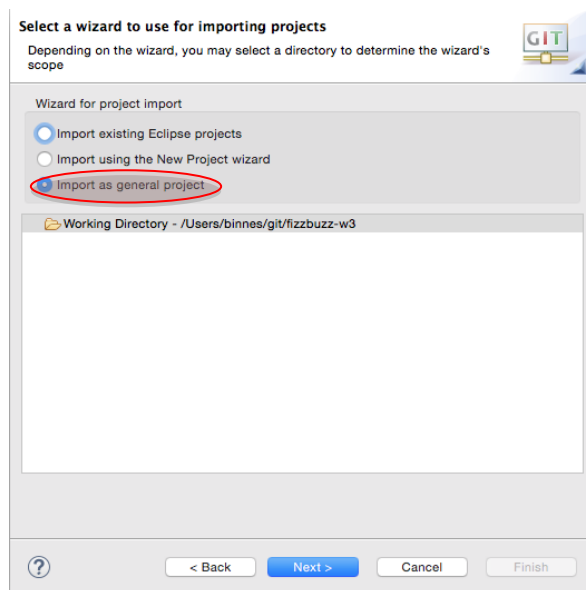 Select a wizard to use for importing projects
Depending on the wizard, you may select a directory to determine the wizard's
scope
GIT
Wizard for project import
Import existing Eclipse projects
Import using the New Project wizard
Import as general project
Working Directory - /Users/binnes/git/fizzbuzz-w3
?
< Back
Next >
Cancel
Finish